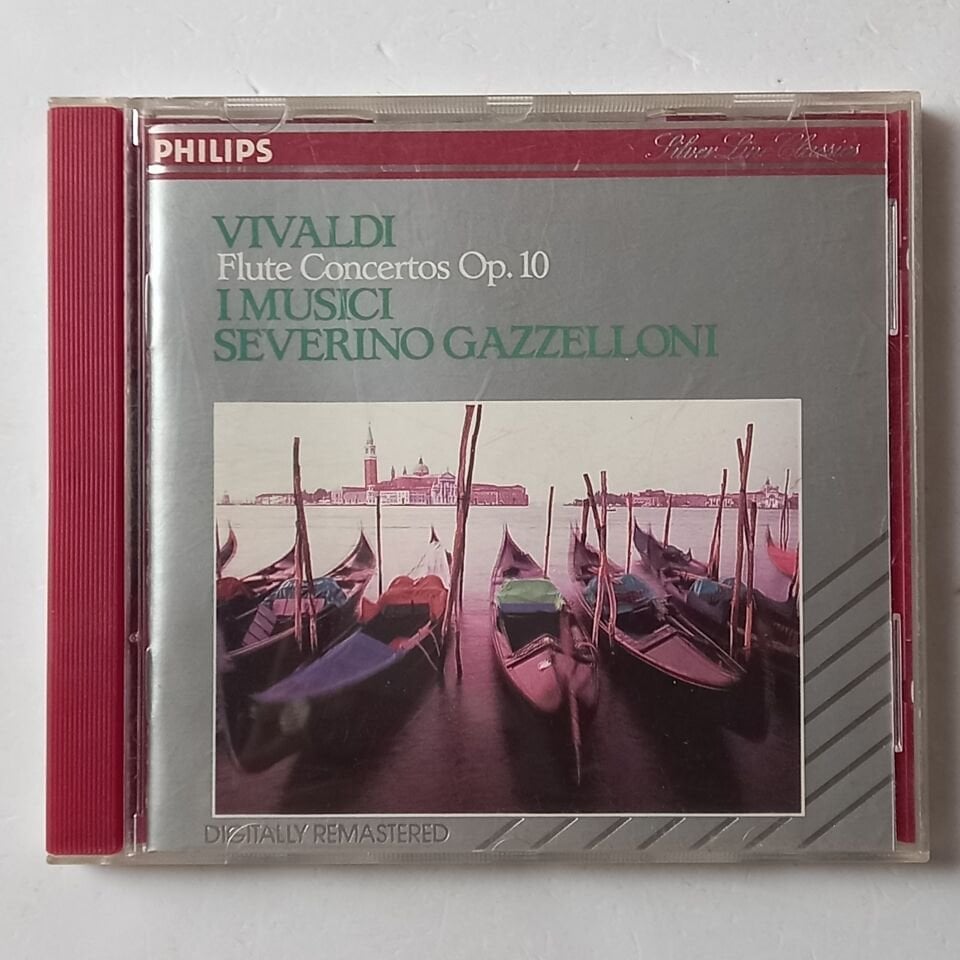 PHILIPS
Silver Line Classics
VIVALDI
Flute Concertos Op. 10
I MUSICI
SEVERINO GAZZELLONI
DIGITALLY REMASTERED